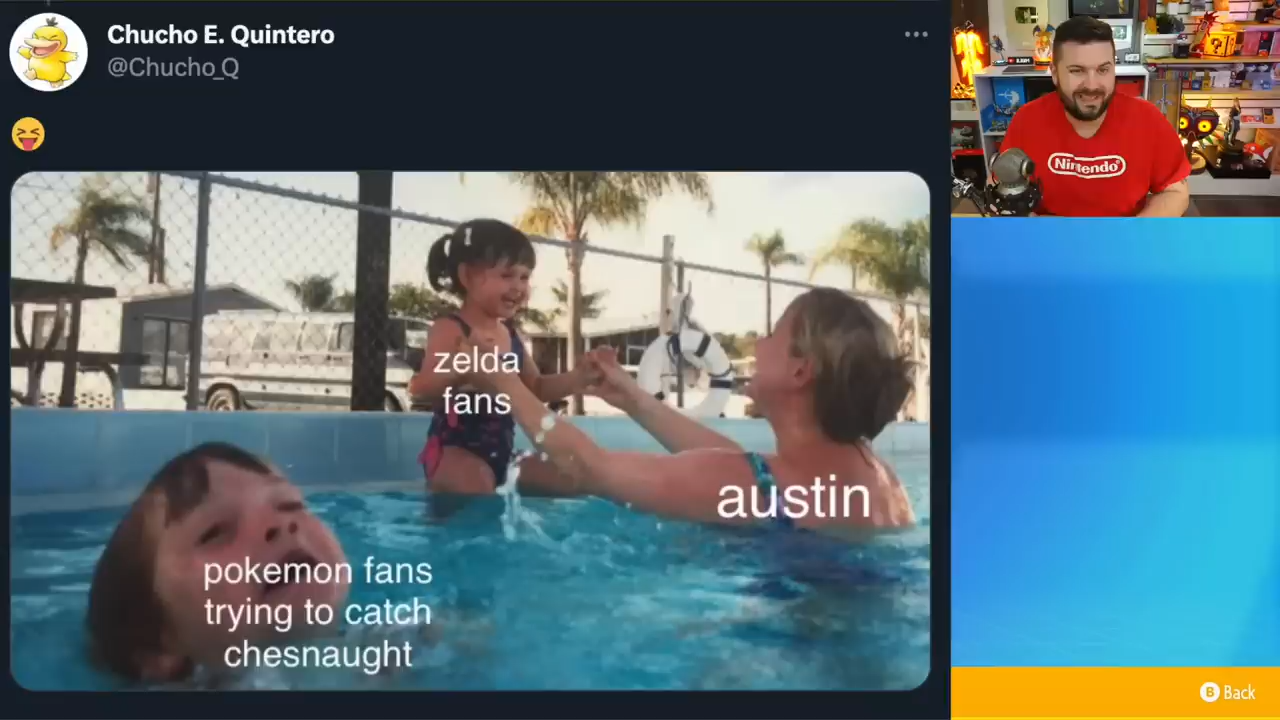 Chucho E. Quintero
@Chucho_Q
Nintendo
zelda
fans
austin
pokemon fans
trying to catch
chesnaught
B Back